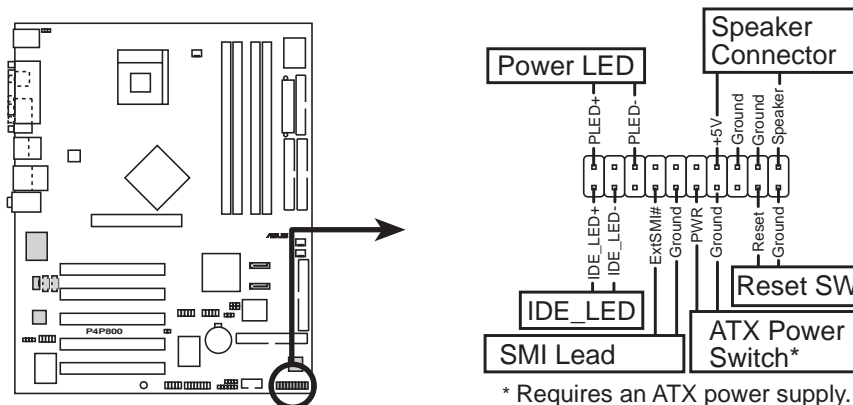 Speaker
Connector
Power LED
PLED+
PLED-
+5V
Ground
Ground
Speaker
IDE_LED+
IDE_LED-
ExtSMI#
Ground
PWR
Ground
Reset
Ground
ASUS
P4P800
IDE_LED
Reset SW
SMI Lead
ATX Power
Switch*
* Requires an ATX power supply.